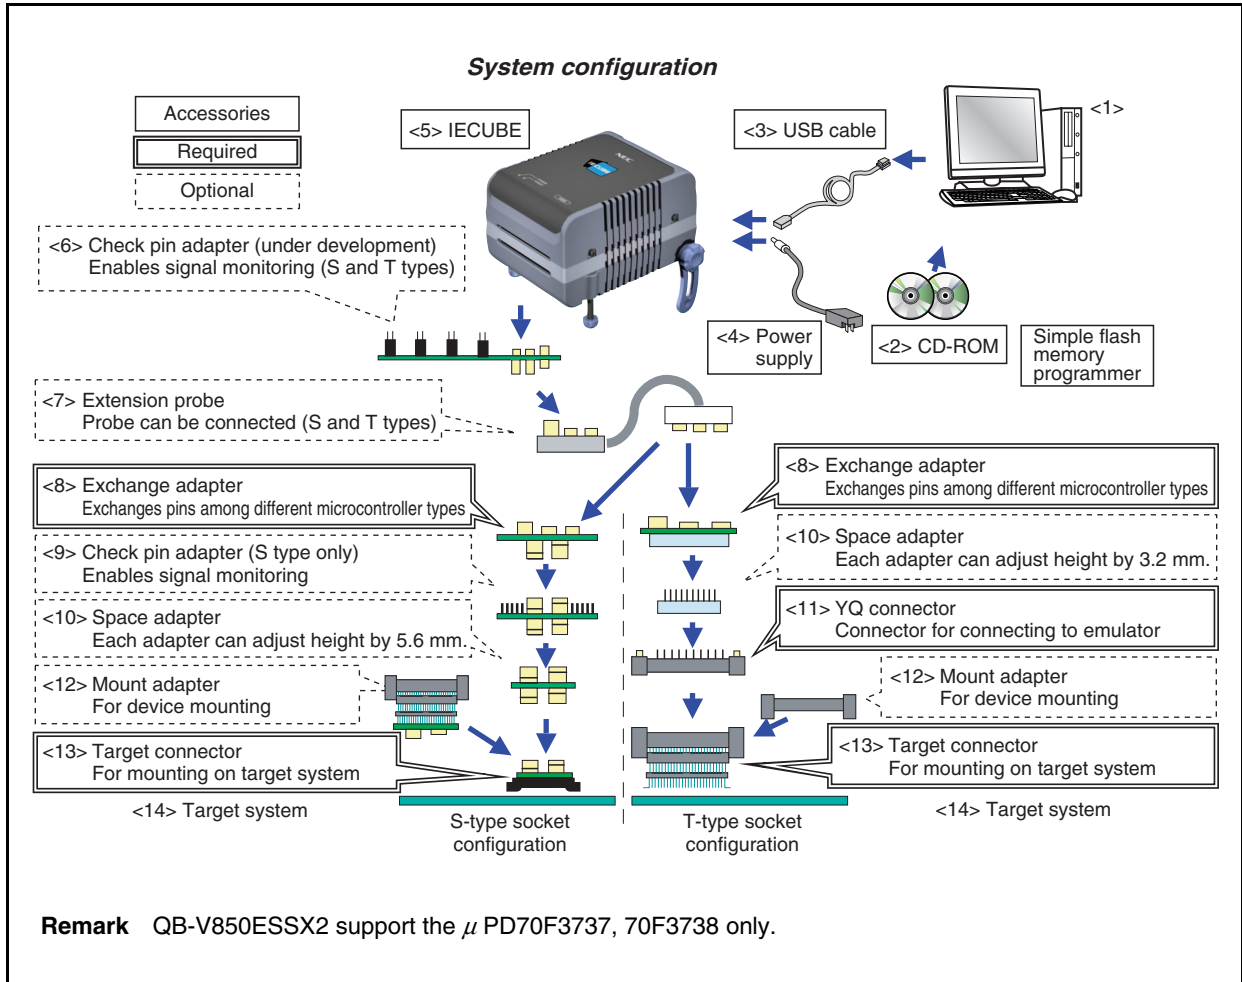 System configuration
Accessories
Required
Optional
<5> IECUBE
<3> USB cable
<1>
NEC
<6> Check pin adapter (under development)
Enables signal monitoring (S and T types)
<4> Power
supply
<2> CD-ROM
Simple flash
memory
programmer
<7> Extension probe
Probe can be connected (S and T types)
<8> Exchange adapter
Exchanges pins among different microcontroller types
<9> Check pin adapter (S type only)
Enables signal monitoring
<10> Space adapter
Each adapter can adjust height by 5.6 mm.
<12> Mount adapter
For device mounting
<13> Target connector
For mounting on target system
<14> Target system
S-type socket
configuration
<8> Exchange adapter
Exchanges pins among different microcontroller types
<10> Space adapter
Each adapter can adjust height by 3.2 mm.
<11> YQ connector
Connector for connecting to emulator
<12> Mount adapter
For device mounting
<13> Target connector
For mounting on target system
<14> Target system
T-type socket
configuration
Remark QB-V850ESSX2 support the μ PD70F3737, 70F3738 only.